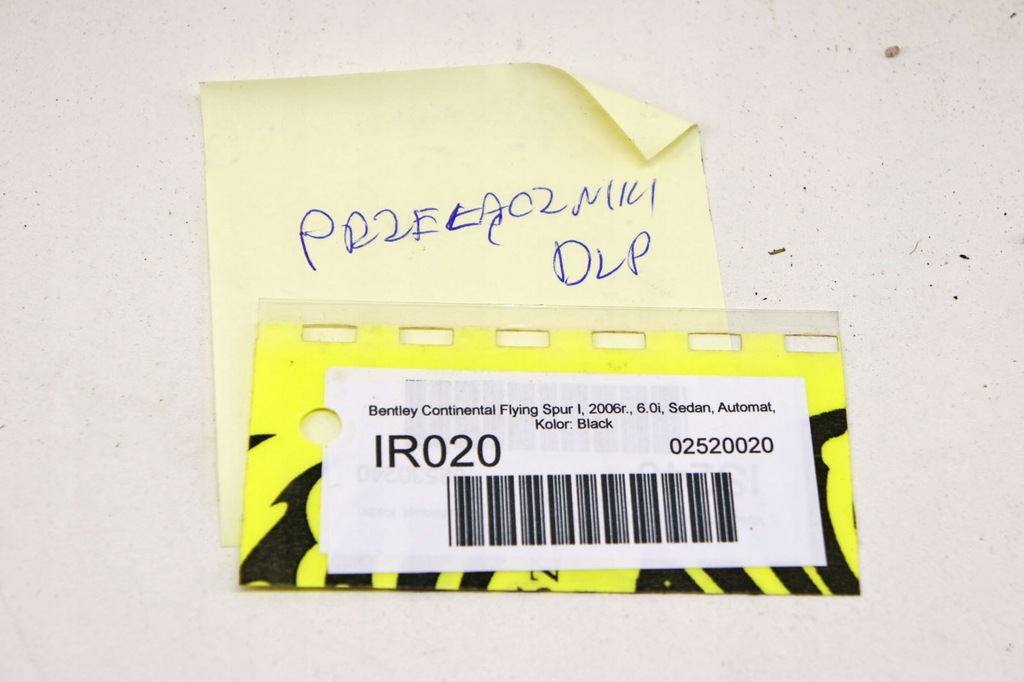 PRZEŁĄCZNIKI
DLP
Bentley Continental Flying Spur I, 2006r., 6.0i, Sedan, Automat,
Kolor: Black
IR020
02520020